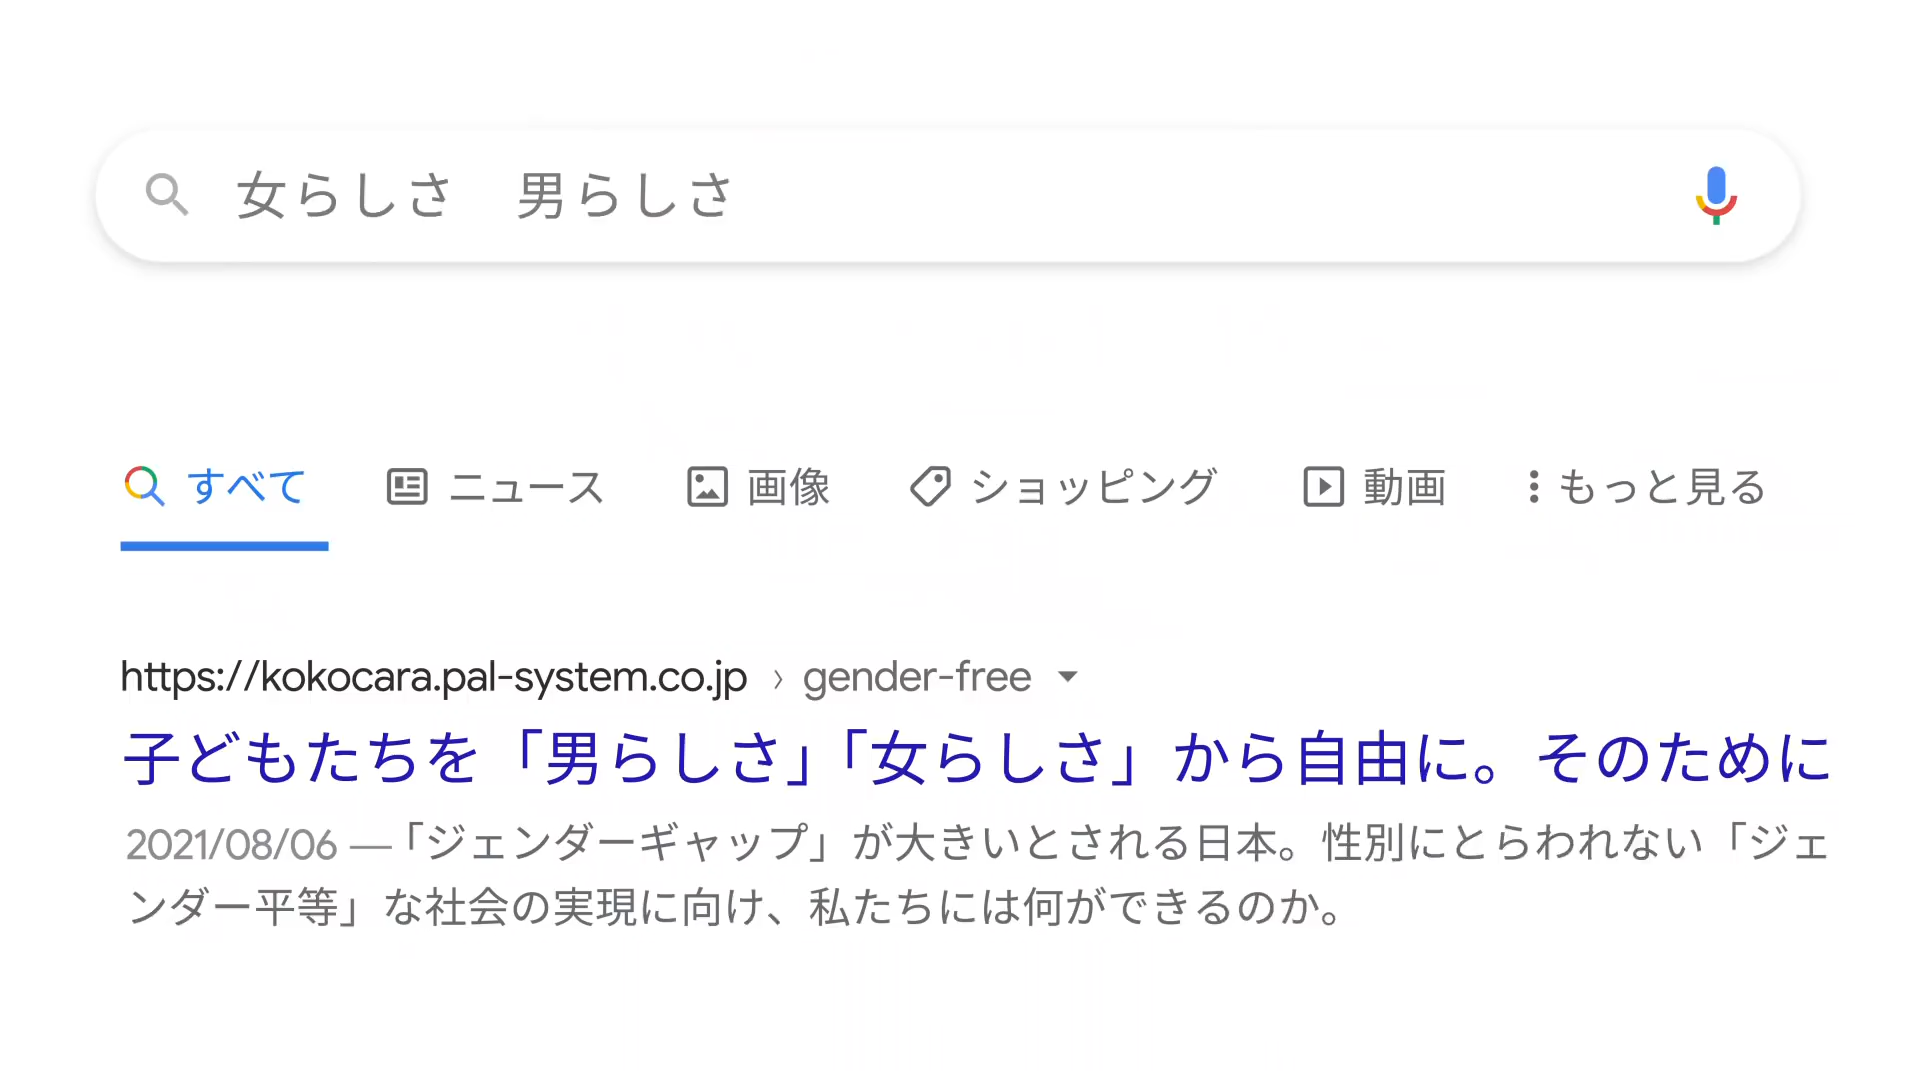 女らしさ　男らしさ
すべて ニュース 画像 ショッピング 動画 もっと見る
https://kokocara.pal-system.co.jp › gender-free
子どもたちを「男らしさ」「女らしさ」から自由に。そのために
2021/08/06 —「ジェンダーギャップ」が大きいとされる日本。性別にとらわれない「ジェ
ンダー平等」な社会の実現に向け、私たちには何ができるのか。